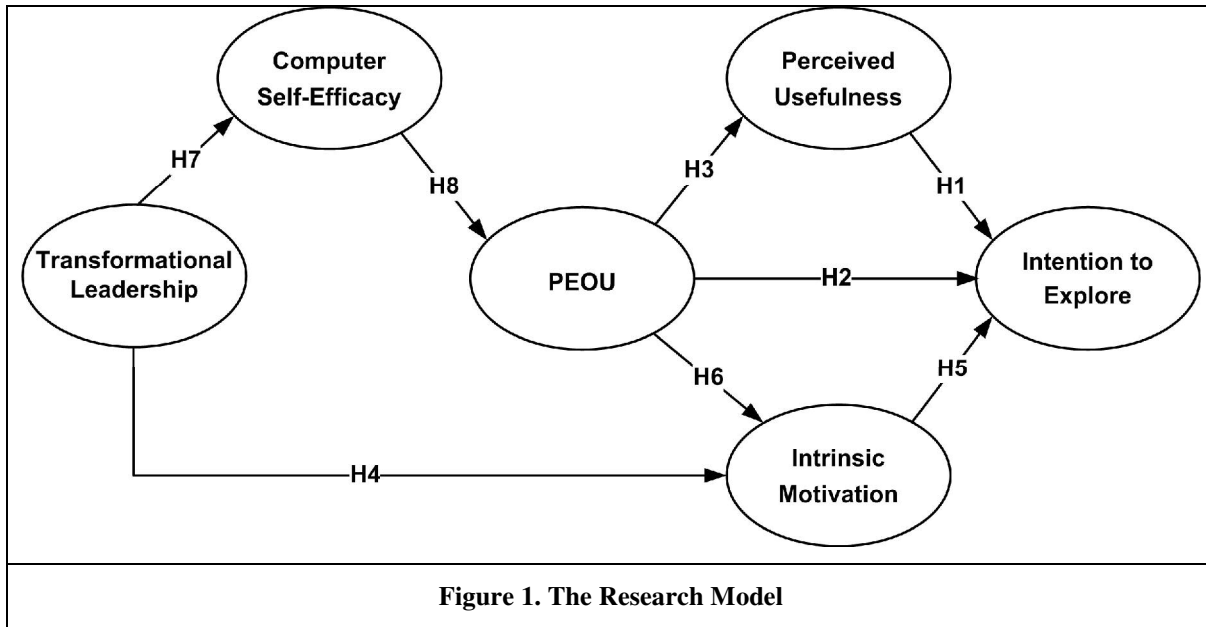 Computer
Self-Efficacy
Perceived
Usefulness
H7
H3
H1
H8
Transformational
Leadership
PEOU
H2
Intention to
Explore
H6
H5
H4
Intrinsic
Motivation
Figure 1. The Research Model